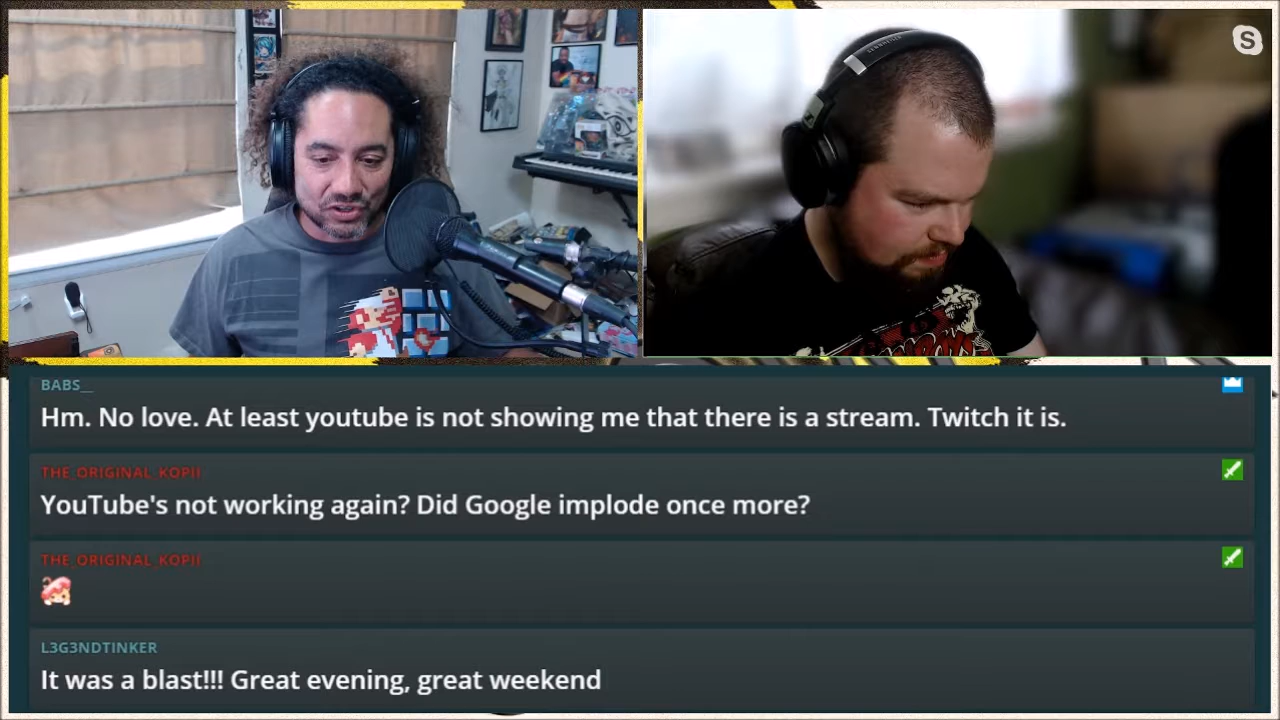 S
BABS__
Hm. No love. At least youtube is not showing me that there is a stream. Twitch it is.
THE_ORIGINAL_KOPII
YouTube's not working again? Did Google implode once more?
THE_ORIGINAL_KOPII
L3G3NDTINKER
It was a blast!!! Great evening, great weekend